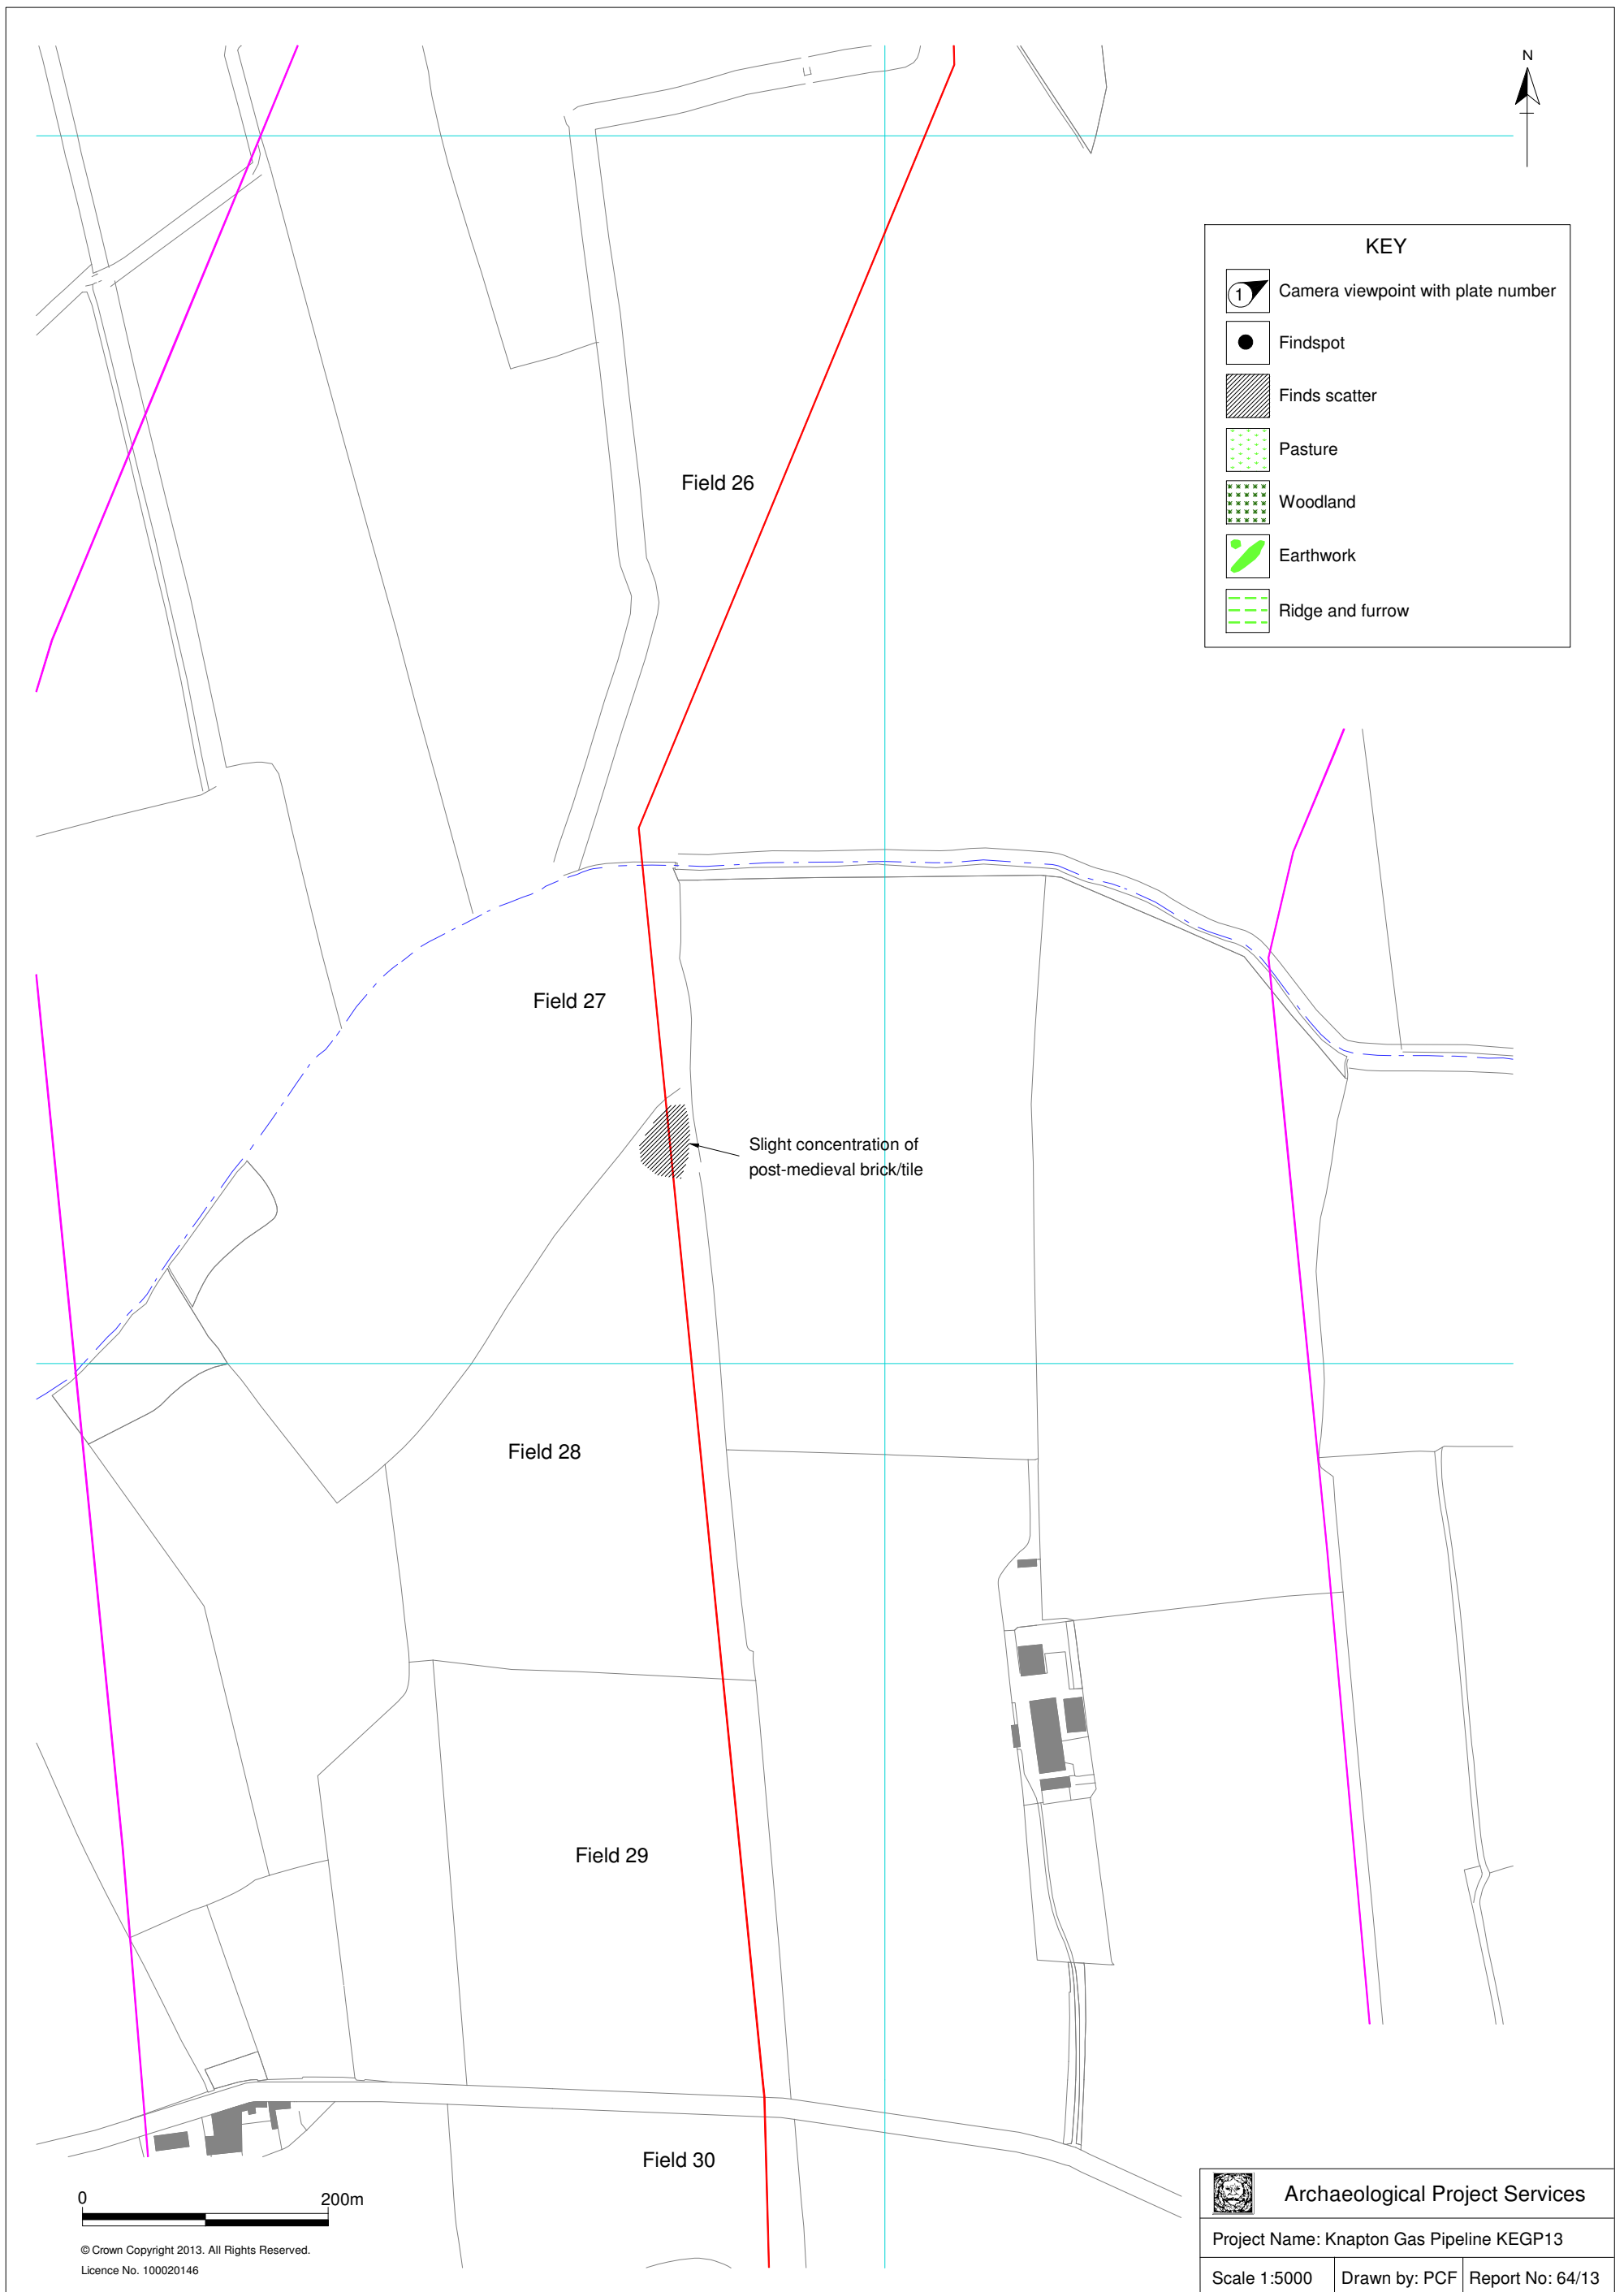 N
KEY
1
Camera viewpoint with plate number
Findspot
Finds scatter
Pasture
Woodland
Earthwork
Ridge and furrow
Field 26
Field 27
Slight concentration of
post-medieval brick/tile
Field 28
Field 29
Field 30
0 200m
© Crown Copyright 2013. All Rights Reserved.
Licence No. 100020146
Archaeological Project Services
Project Name: Knapton Gas Pipeline KEGP13
Scale 1:5000 Drawn by: PCF Report No: 64/13